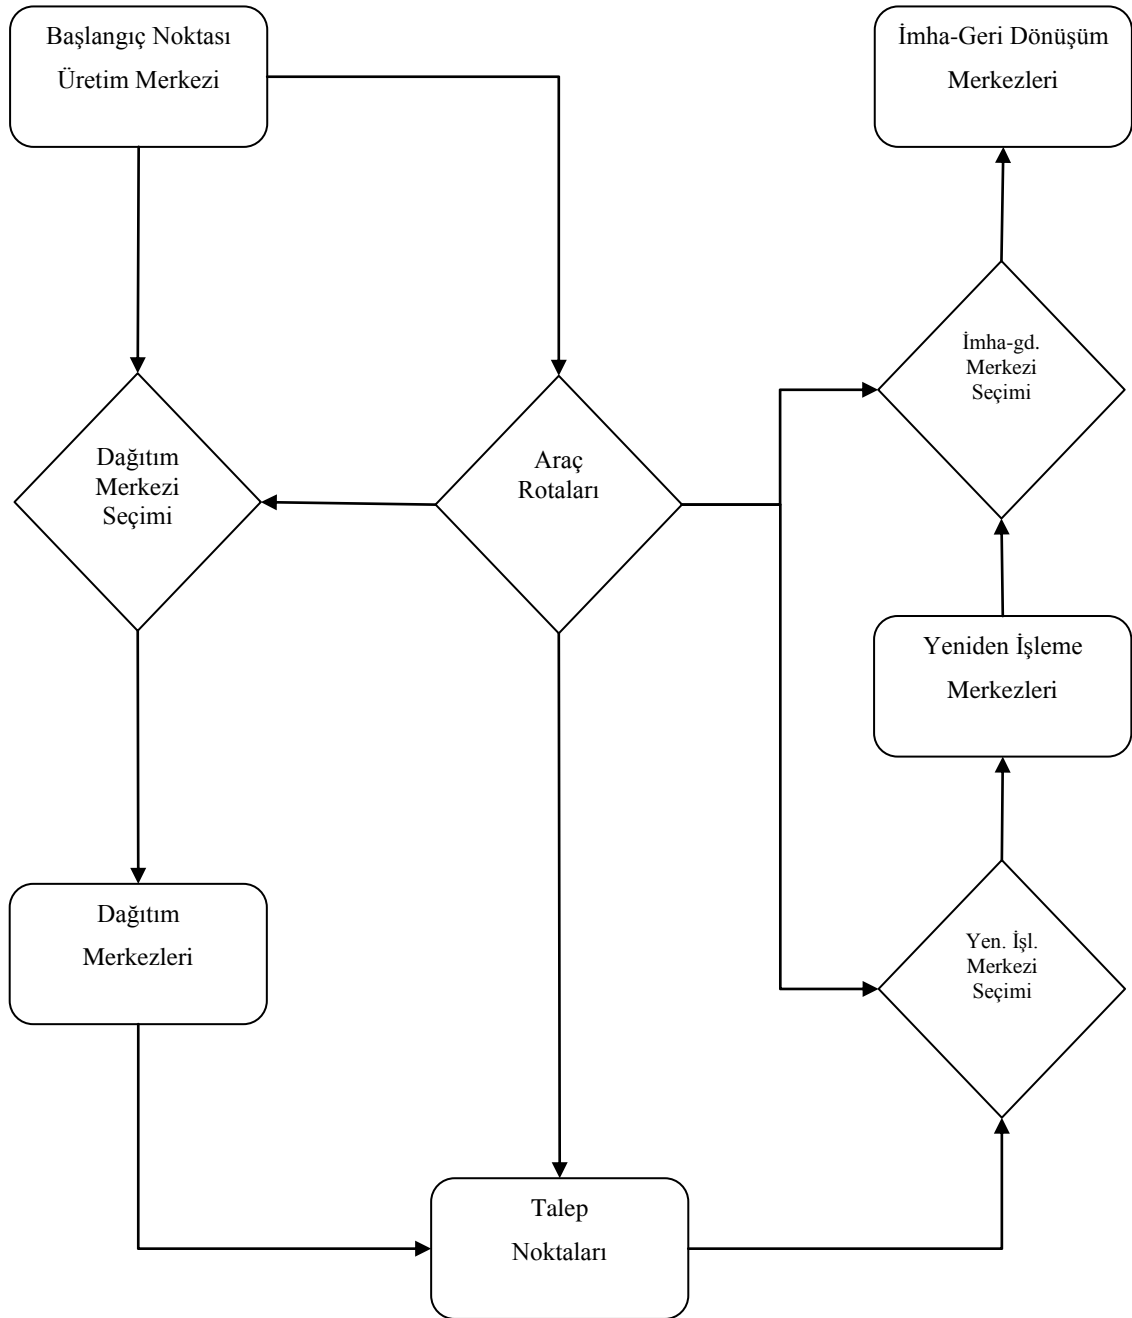 Başlangıç Noktası
Üretim Merkezi
İmha-Geri Dönüşüm
Merkezleri
İmha-gd.
Merkezi
Seçimi
Dağıtım
Merkezi
Seçimi
Araç
Rotaları
Yeniden İşleme
Merkezleri
Dağıtım
Merkezleri
Yen. İşl.
Merkezi
Seçimi
Talep
Noktaları